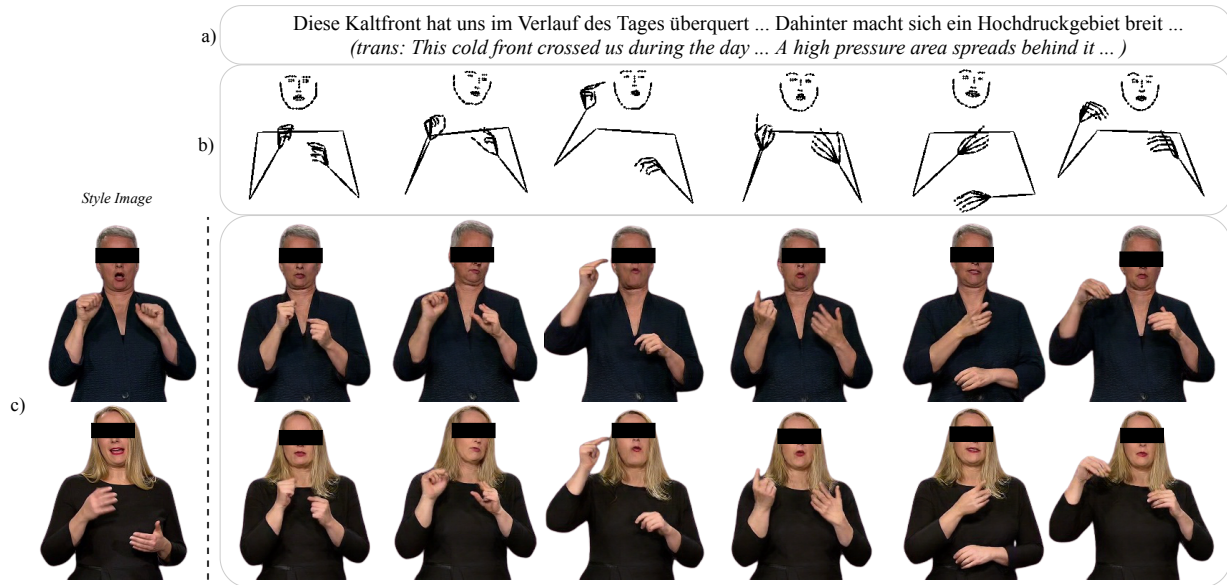 a)
Diese Kaltfront hat uns im Verlauf des Tages überquert ... Dahinter macht sich ein Hochdruckgebiet breit ...
(trans: This cold front crossed us during the day ... A high pressure area spreads behind it ... )
b)
Style Image
c)